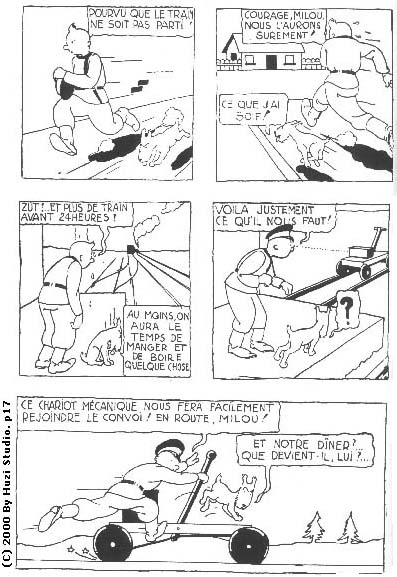 POURVU QUE LE TRAIN
NE SOIT PAS PARTI!
COURAGE, MILOU,
NOUS L'AURONS
SUREMENT!
CE QUE J'AI
SOIF!
ZUT!..ET PLUS DE TRAIN
AVANT 24 HEURES!
AU MOINS, ON
AURA LE
TEMPS DE
MANGER ET
DE BOIRE
QUELQUE CHOSE
VOILA JUSTEMENT
CE QU'IL NOUS FAUT!
?
CE CHARIOT MÉCANIQUE NOUS FERA FACILEMENT
REJOINDRE LE CONVOI! EN ROUTE, MILOU!
ET NOTRE DÎNER?...
QUE DEVIENT-IL, LUI?...
(C) 2000 By Huzi Studio. p17